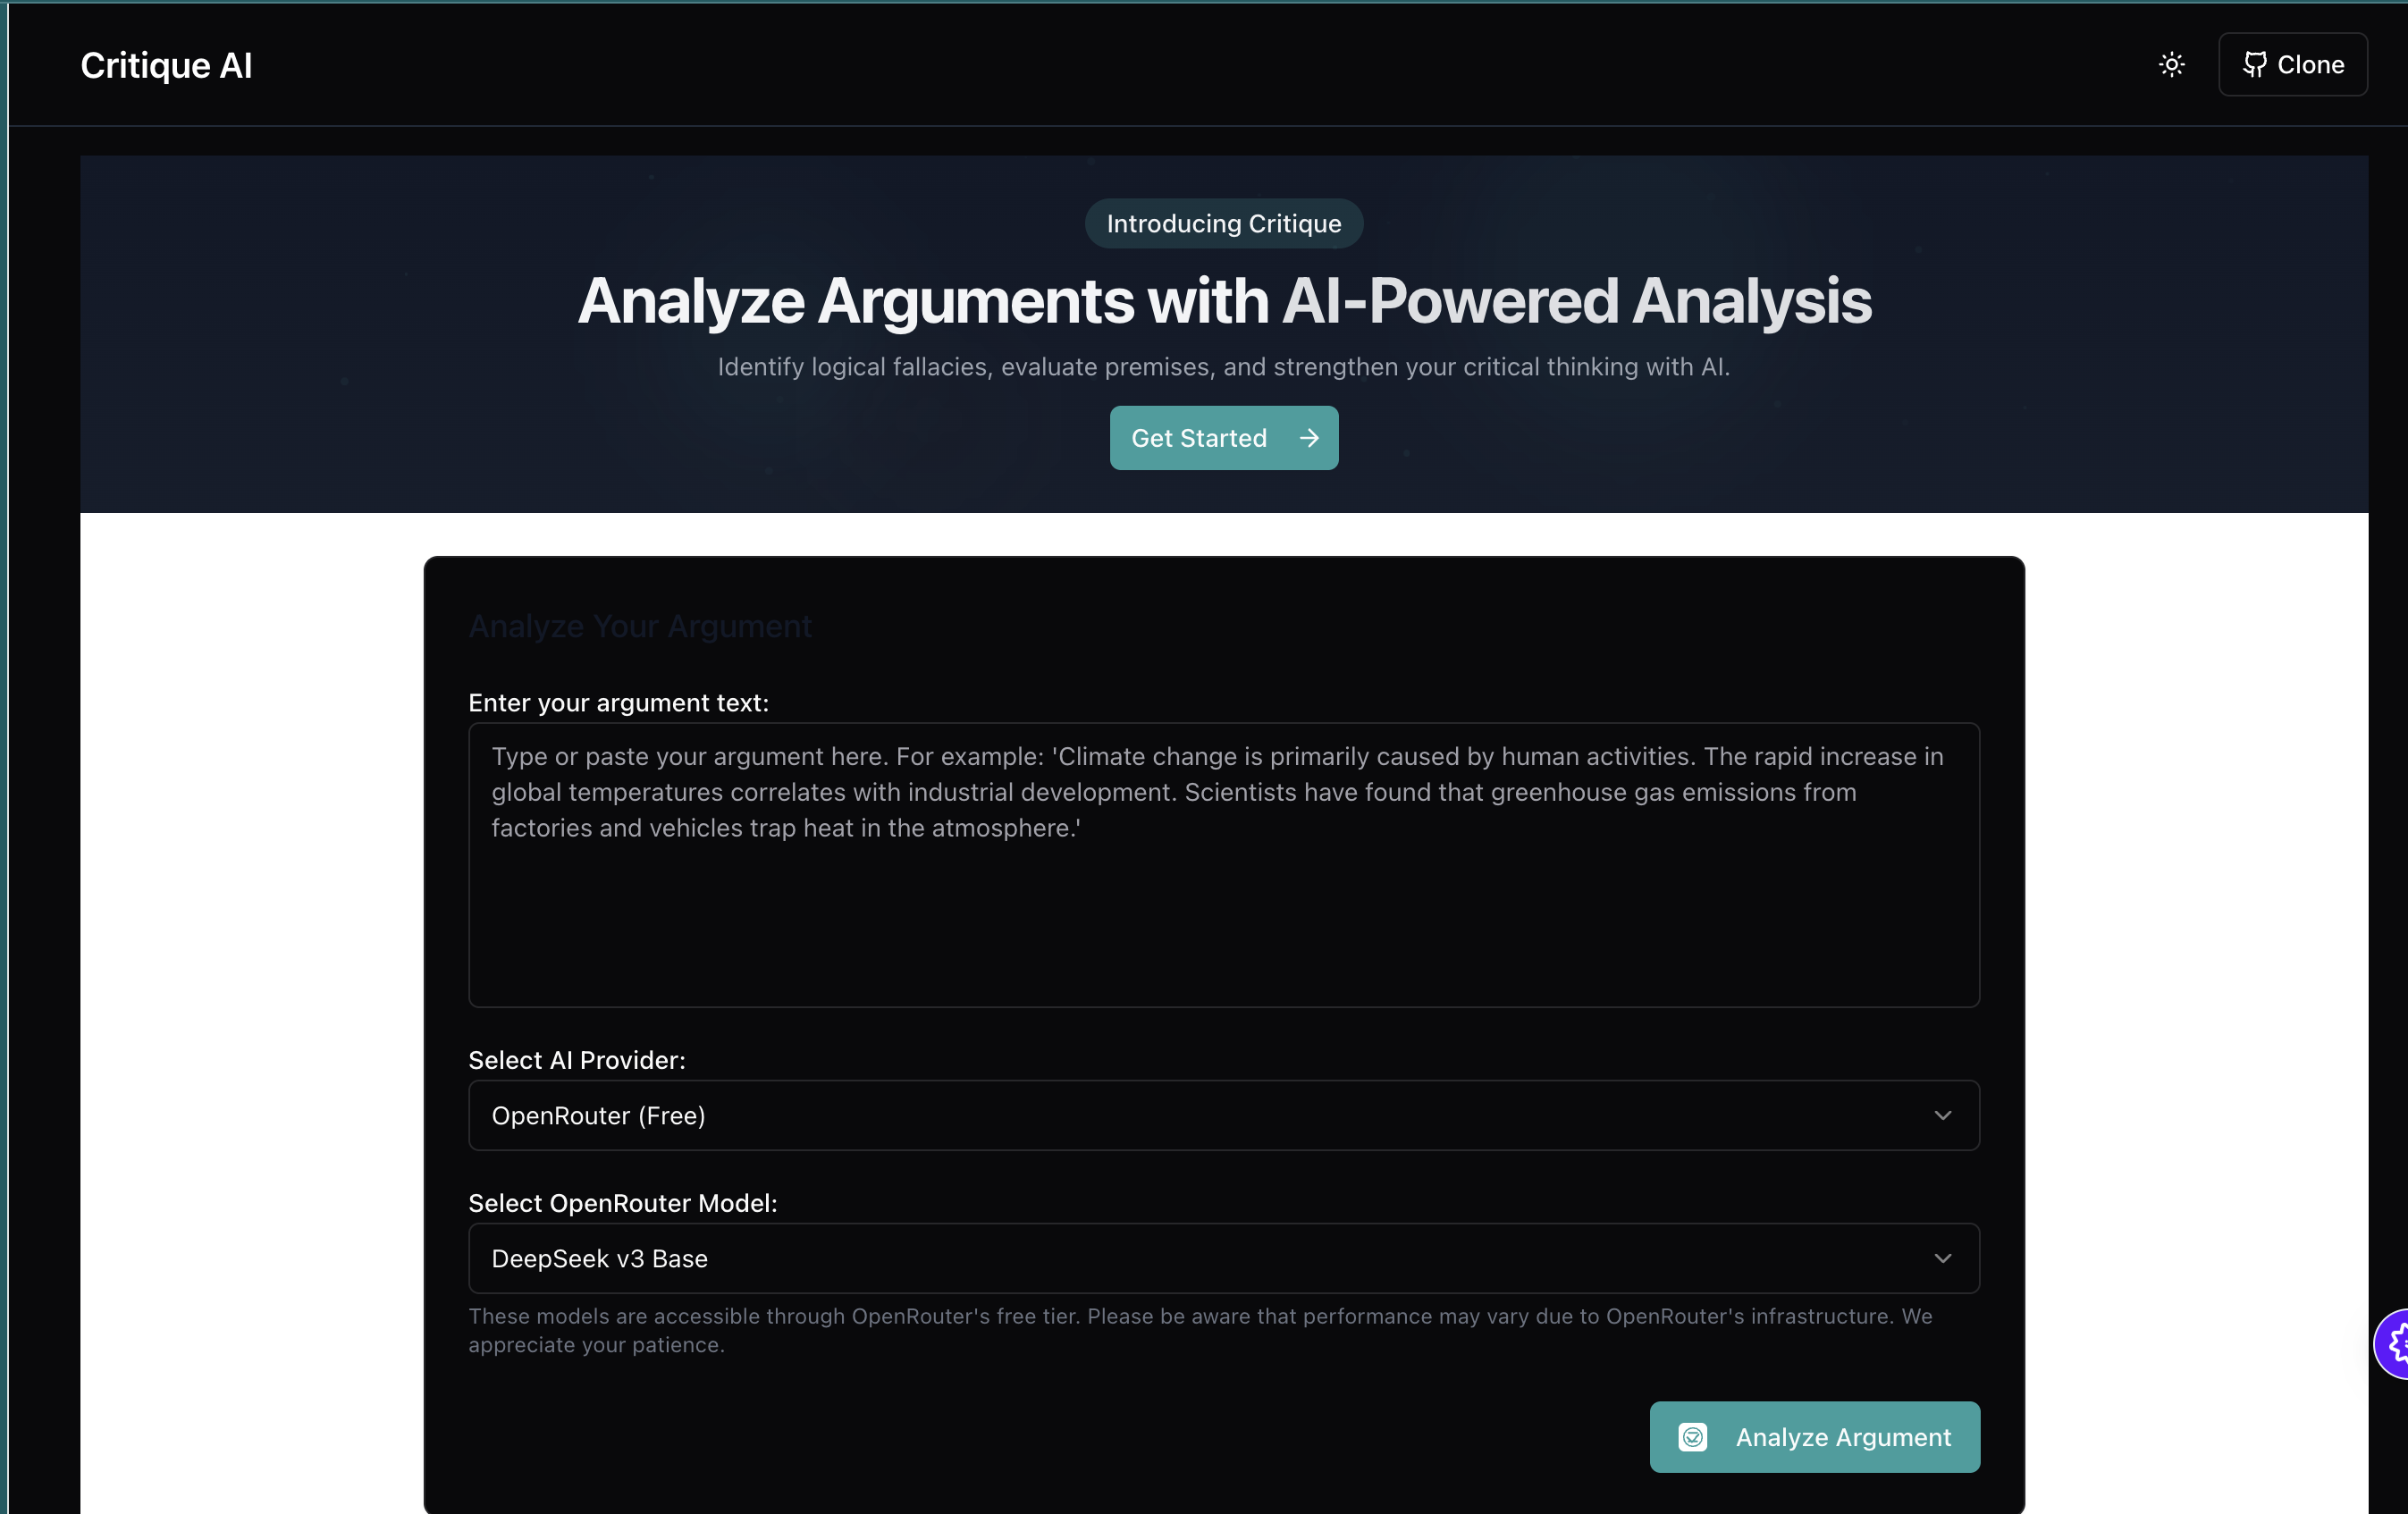 Critique AI
Clone
Introducing Critique
Analyze Arguments with AI-Powered Analysis
Identify logical fallacies, evaluate premises, and strengthen your critical thinking with AI.
Get Started
Analyze Your Argument
Enter your argument text:
Type or paste your argument here. For example: 'Climate change is primarily caused by human activities. The rapid increase in
global temperatures correlates with industrial development. Scientists have found that greenhouse gas emissions from
factories and vehicles trap heat in the atmosphere.'
Select AI Provider:
OpenRouter (Free)
Select OpenRouter Model:
DeepSeek v3 Base
These models are accessible through OpenRouter's free tier. Please be aware that performance may vary due to OpenRouter's infrastructure. We
appreciate your patience.
Analyze Argument